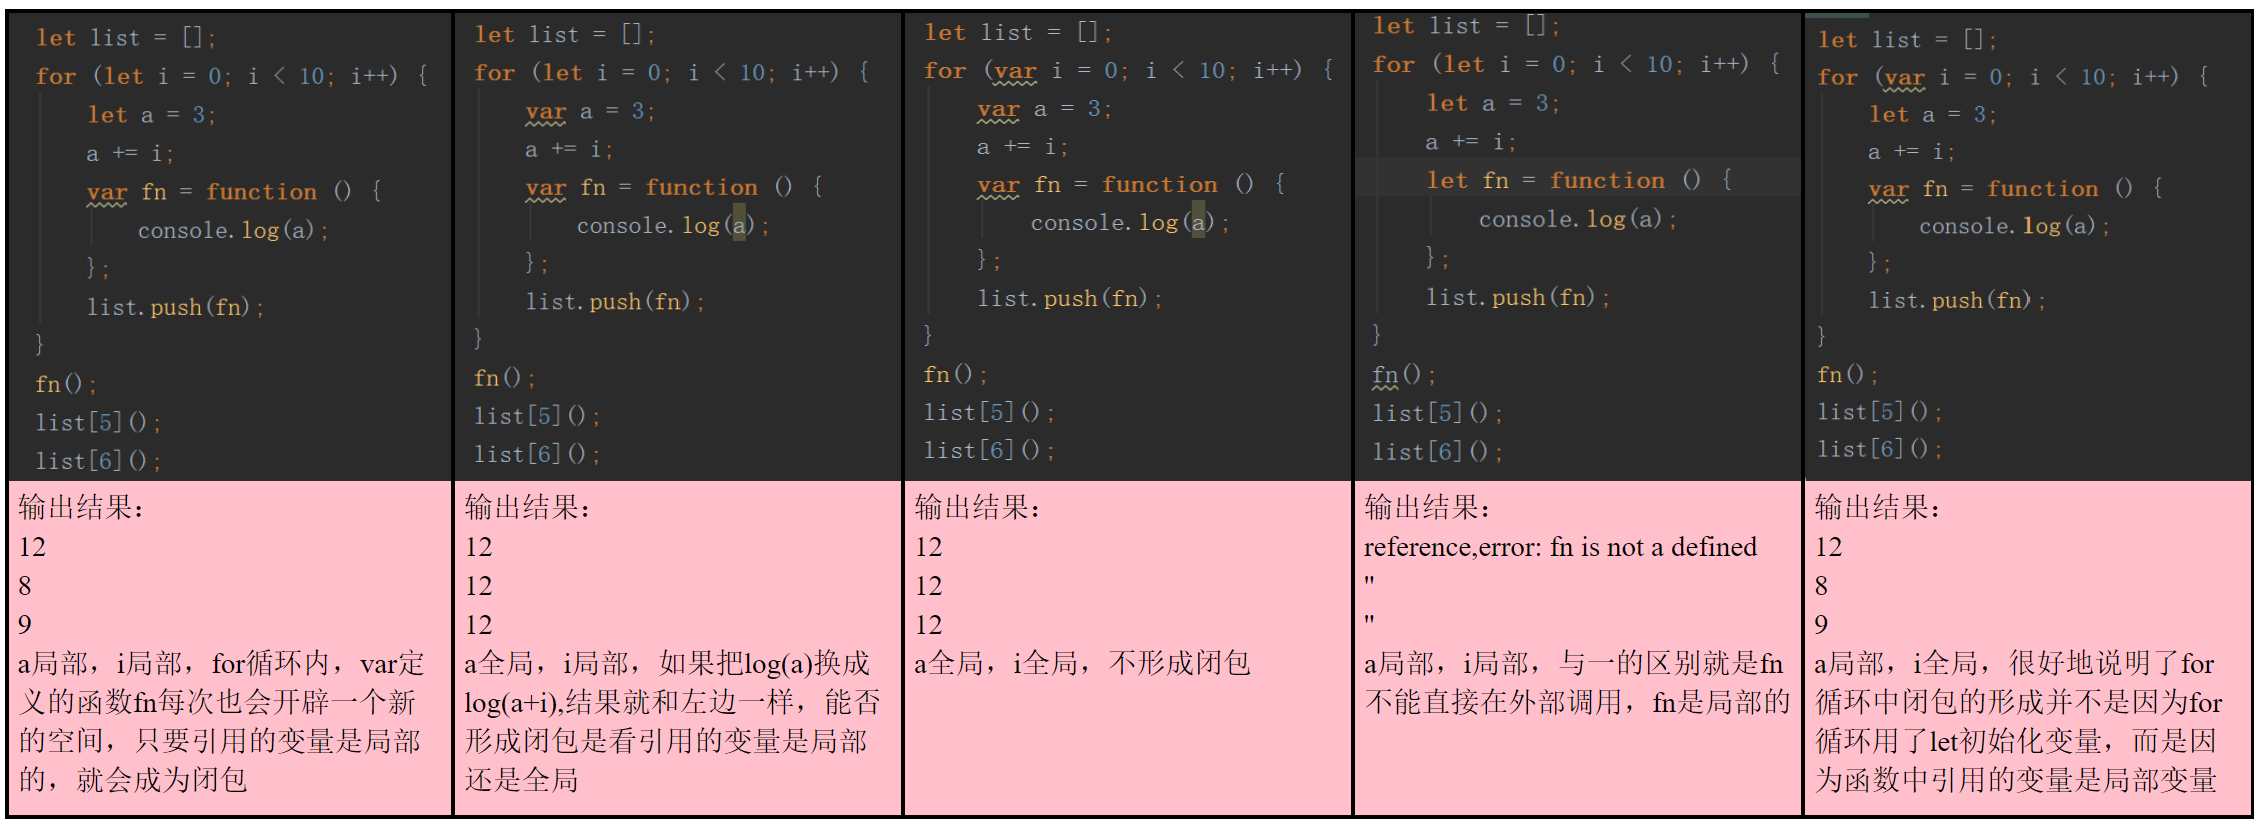 let list = [];
for (let i = 0; i < 10; i++) {
let a = 3;
a += i;
var fn = function () {
console.log(a);
};
list.push(fn);
}
fn();
list[5]();
list[6]();
输出结果：
12
8
9
a局部，i局部，for循环内，var定
义的函数fn每次也会开辟一个新
的空间，只要引用的变量是局部
的，就会成为闭包
let list = [];
for (let i = 0; i < 10; i++) {
var a = 3;
a += i;
var fn = function () {
console.log(a);
};
list.push(fn);
}
fn();
list[5]();
list[6]();
输出结果：
12
12
12
a全局，i局部，如果把log(a)换成
log(a+i),结果就和左边一样，能否
形成闭包是看引用的变量是局部
还是全局
let list = [];
for (var i = 0; i < 10; i++) {
var a = 3;
a += i;
var fn = function () {
console.log(a);
};
list.push(fn);
}
fn();
list[5]();
list[6]();
输出结果：
12
12
12
a全局，i全局，不形成闭包
let list = [];
for (let i = 0; i < 10; i++) {
let a = 3;
a += i;
let fn = function () {
console.log(a);
};
list.push(fn);
}
fn();
list[5]();
list[6]();
输出结果：
reference,error: fn is not a defined
"
"
a局部，i局部，与一的区别就是fn
不能直接在外部调用，fn是局部的
let list = [];
for (var i = 0; i < 10; i++) {
let a = 3;
a += i;
var fn = function () {
console.log(a);
};
list.push(fn);
}
fn();
list[5]();
list[6]();
输出结果：
12
8
9
a局部，i全局，很好地说明了for
循环中闭包的形成并不是因为for
循环用了let初始化变量，而是因
为函数中引用的变量是局部变量